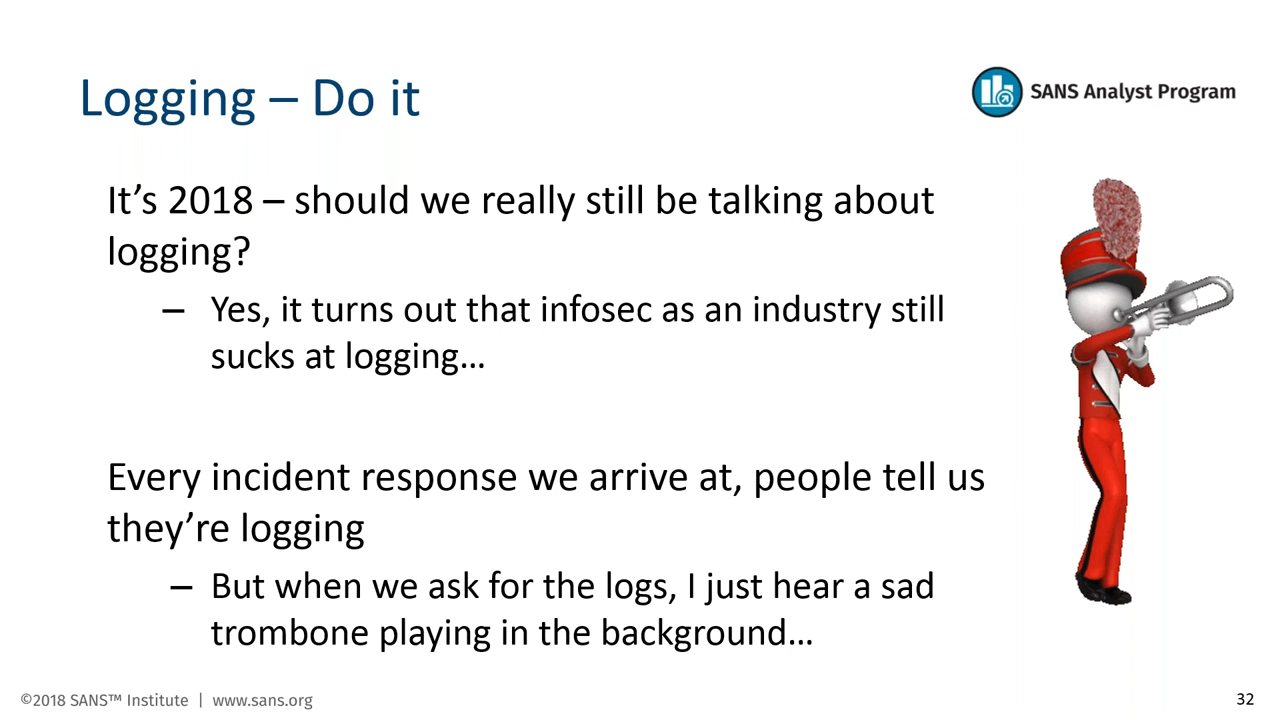 Logging – Do it
SANS Analyst Program
It’s 2018 – should we really still be talking about
logging?
– Yes, it turns out that infosec as an industry still
sucks at logging…
Every incident response we arrive at, people tell us
they’re logging
– But when we ask for the logs, I just hear a sad
trombone playing in the background…
©2018 SANS™ Institute | www.sans.org
32